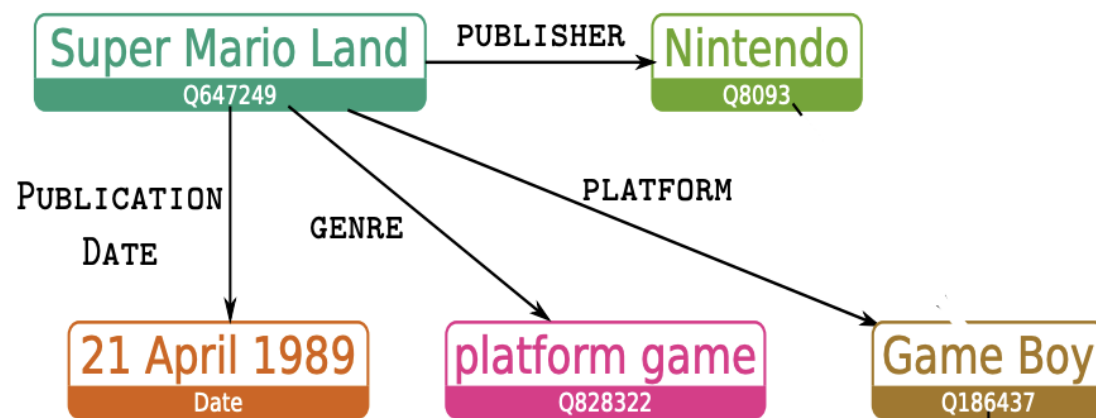 Super Mario Land
Q647249
PUBLISHER
Nintendo
Q8093
PUBLICATION
DATE
GENRE
PLATFORM
21 April 1989
Date
platform game
Q828322
Game Boy
Q186437